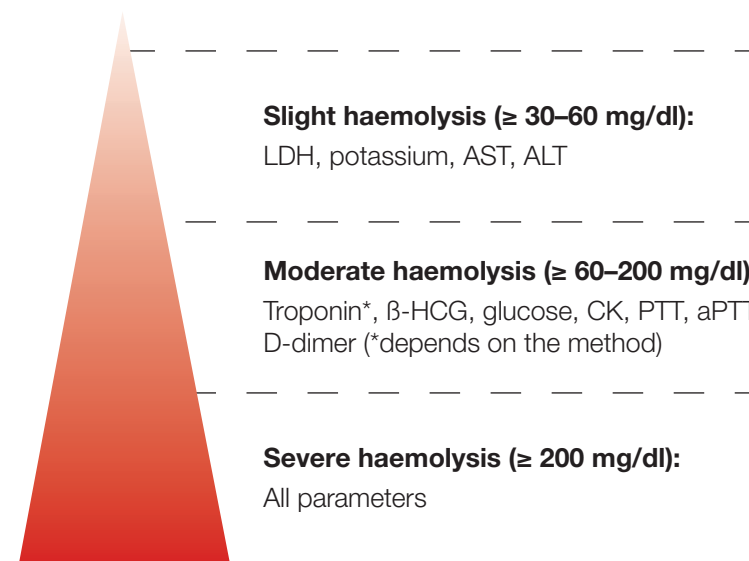 Slight haemolysis (≥ 30–60 mg/dl):
LDH, potassium, AST, ALT
Moderate haemolysis (≥ 60–200 mg/dl)
Troponin*, ß-HCG, glucose, CK, PTT, aPTT
D-dimer (*depends on the method)
Severe haemolysis (≥ 200 mg/dl):
All parameters